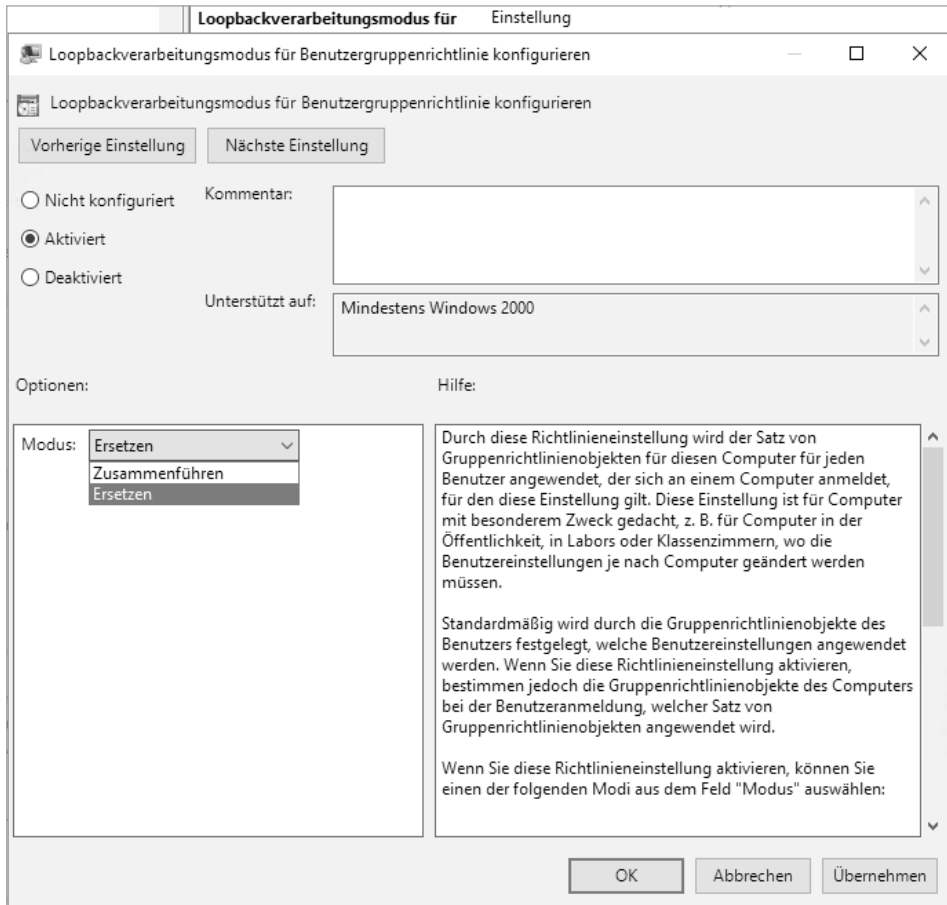 Loopbackverarbeitungsmodus für Einstellung
Loopbackverarbeitungsmodus für Benutzergruppenrichtlinie konfigurieren
Loopbackverarbeitungsmodus für Benutzergruppenrichtlinie konfigurieren
Vorherige Einstellung Nächste Einstellung
Nicht konfiguriert Kommentar:
Aktiviert
Deaktiviert
Unterstützt auf: Mindestens Windows 2000
Optionen: Hilfe:
Modus: Ersetzen
Zusammenführen
Ersetzen
Durch diese Richtlinieneinstellung wird der Satz von
Gruppenrichtlinienobjekten für diesen Computer für jeden
Benutzer angewendet, der sich an einem Computer anmeldet,
für den diese Einstellung gilt. Diese Einstellung ist für Computer
mit besonderem Zweck gedacht, z. B. für Computer in der
Öffentlichkeit, in Labors oder Klassenzimmern, wo die
Benutzereinstellungen je nach Computer geändert werden
müssen.
Standardmäßig wird durch die Gruppenrichtlinienobjekte des
Benutzers festgelegt, welche Benutzereinstellungen angewendet
werden. Wenn Sie diese Richtlinieneinstellung aktivieren,
bestimmen jedoch die Gruppenrichtlinienobjekte des Computers
bei der Benutzeranmeldung, welcher Satz von
Gruppenrichtlinienobjekten angewendet wird.
Wenn Sie diese Richtlinieneinstellung aktivieren, können Sie
einen der folgenden Modi aus dem Feld "Modus" auswählen:
OK Abbrechen Übernehmen